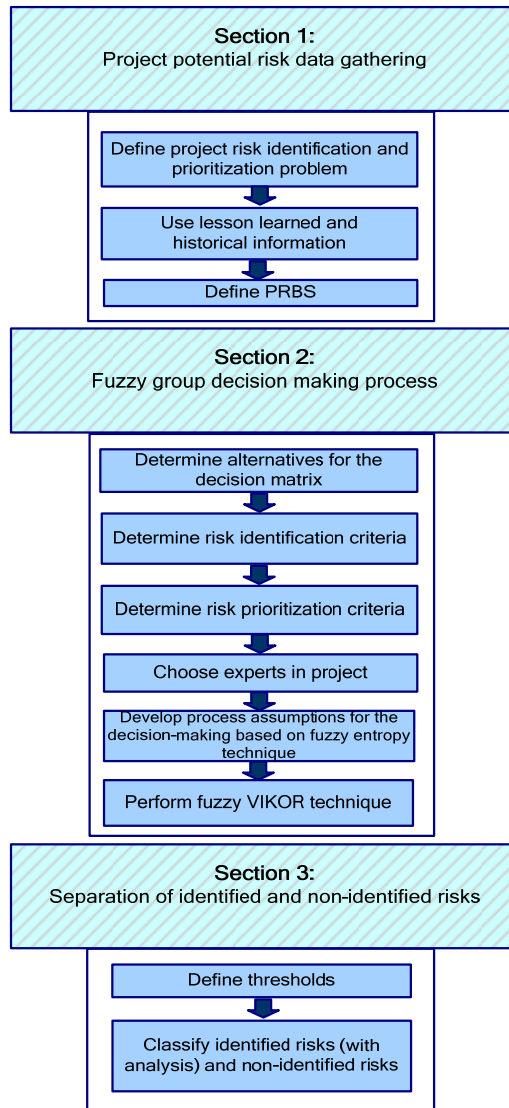 Section 1:
Project potential risk data gathering
Define project risk identification and
prioritization problem
Use lesson learned and
historical information
Define PRBS
Section 2:
Fuzzy group decision making process
Determine alternatives for the
decision matrix
Determine risk identification criteria
Determine risk prioritization criteria
Choose experts in project
Develop process assumptions for the
decision-making based on fuzzy entropy
technique
Perform fuzzy VIKOR technique
Section 3:
Separation of identified and non-identified risks
Define thresholds
Classify identified risks (with
analysis) and non-identified risks